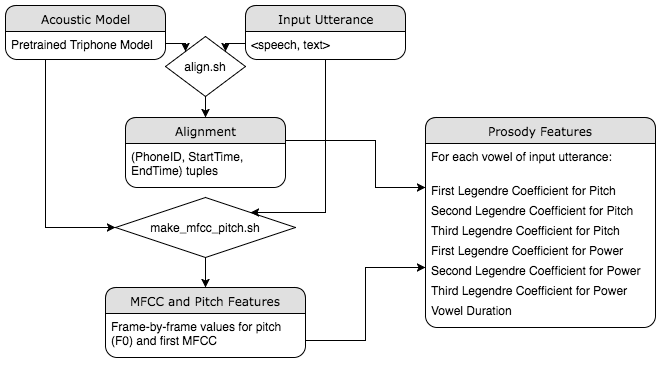 Acoustic Model
Pretrained Triphone Model
Input Utterance
<speech, text>
align.sh
Alignment
(PhoneID, StartTime,
EndTime) tuples
make_mfcc_pitch.sh
MFCC and Pitch Features
Frame-by-frame values for pitch
(F0) and first MFCC
Prosody Features
For each vowel of input utterance:
First Legendre Coefficient for Pitch
Second Legendre Coefficient for Pitch
Third Legendre Coefficient for Pitch
First Legendre Coefficient for Power
Second Legendre Coefficient for Power
Third Legendre Coefficient for Power
Vowel Duration